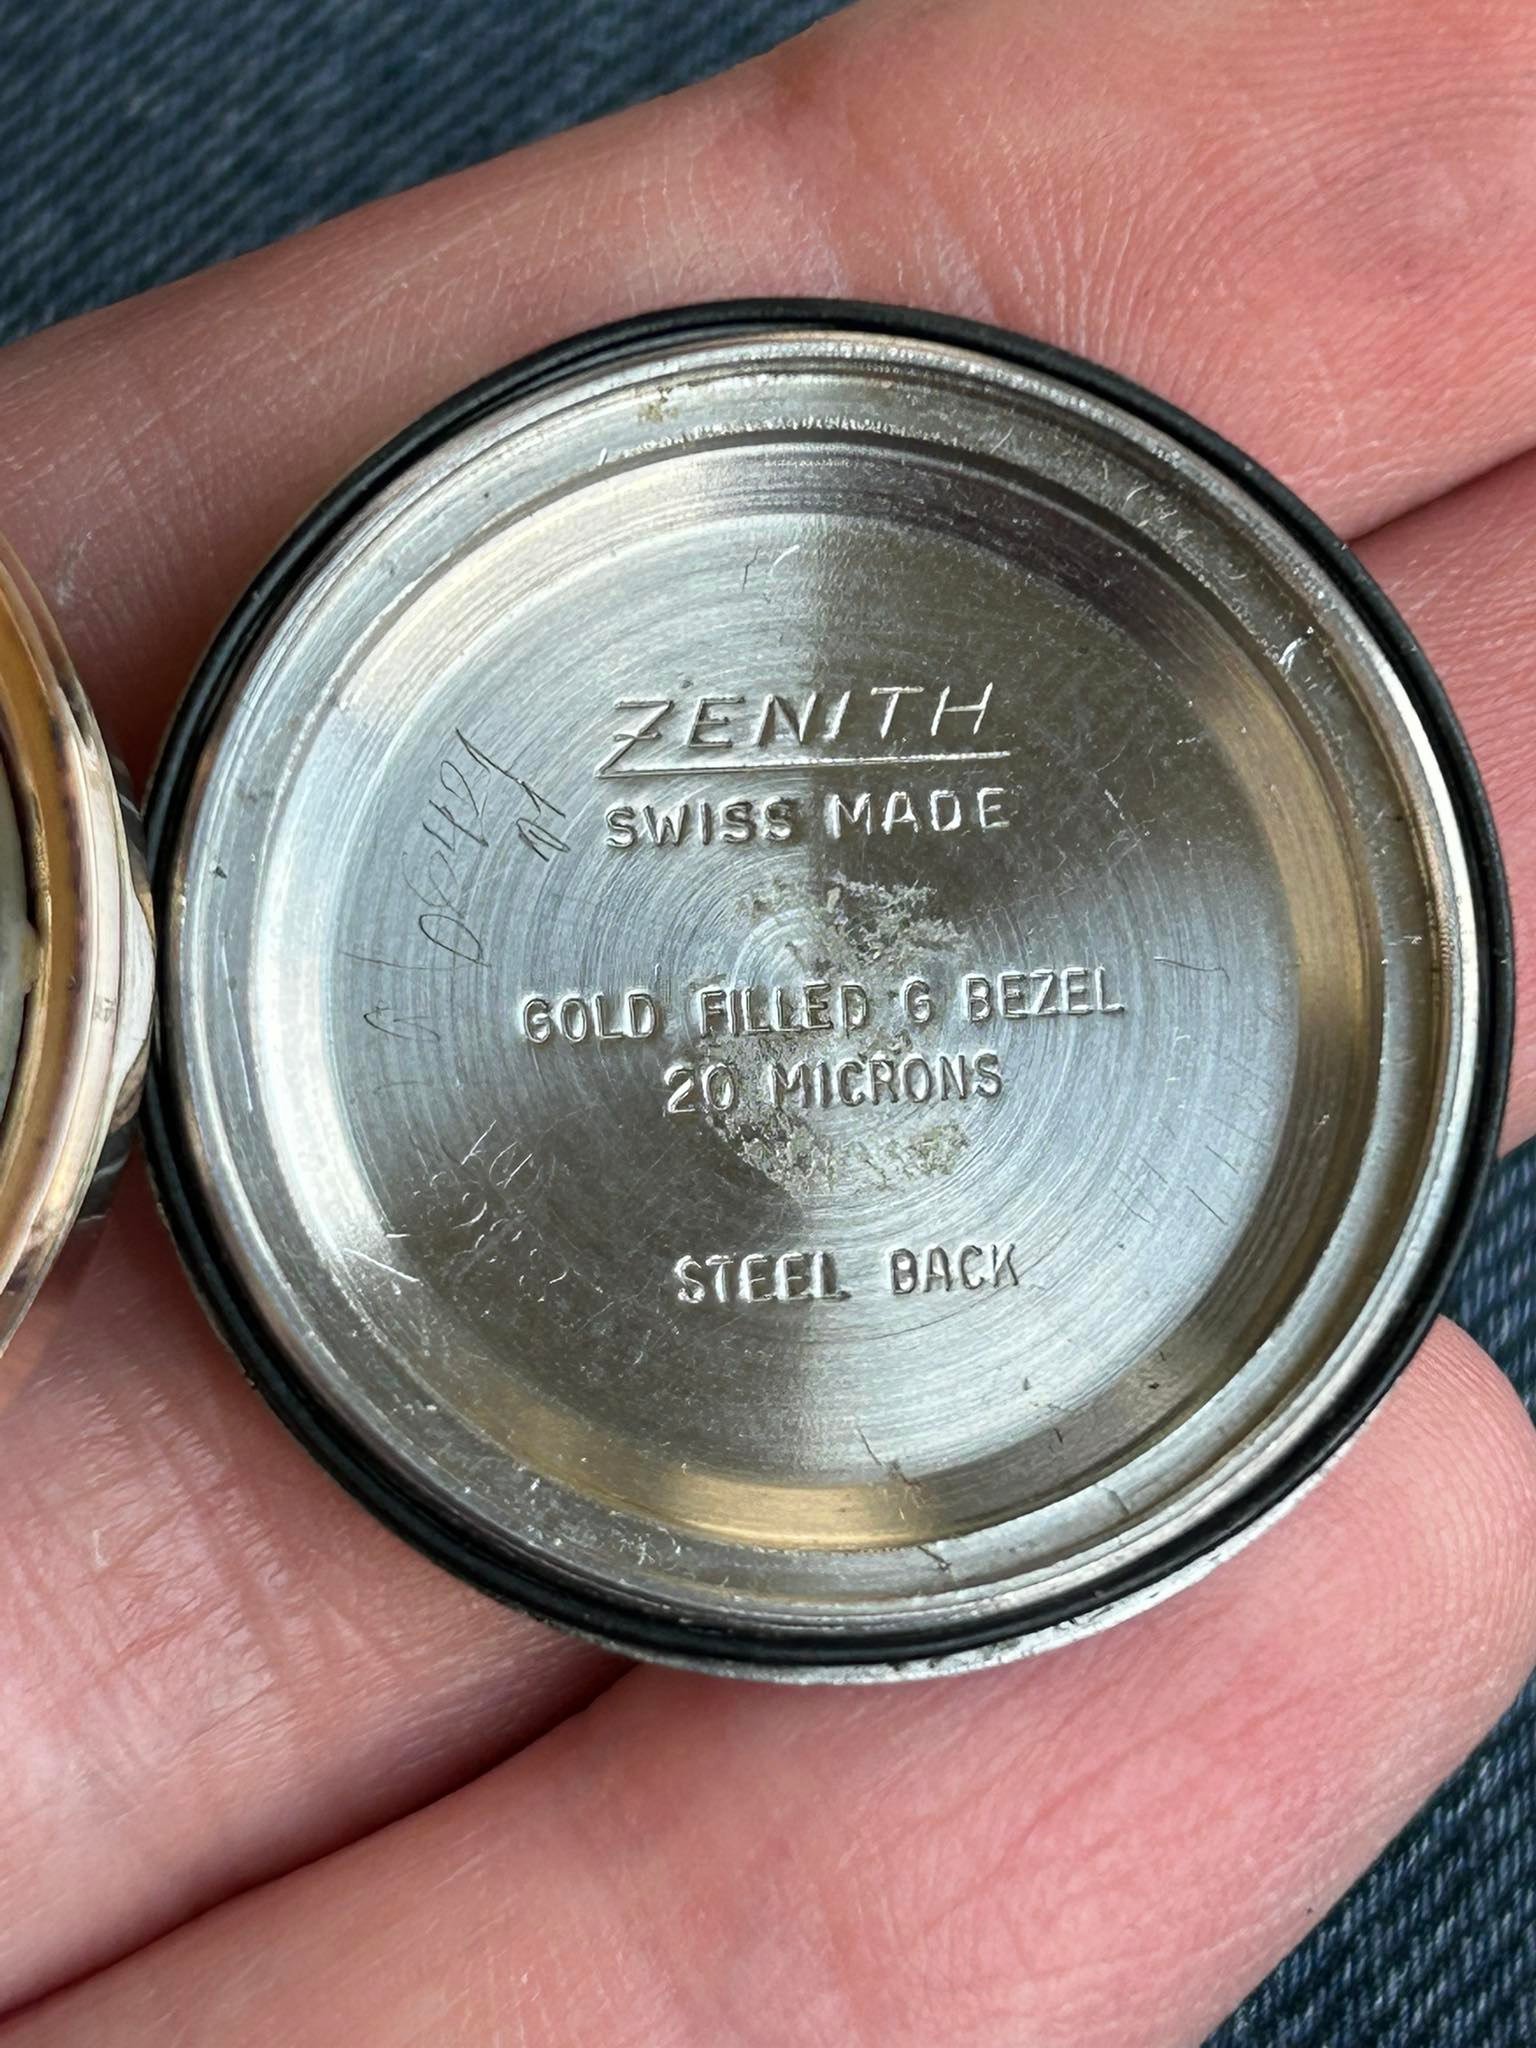 ZENITH
SWISS MADE
GOLD FILLED G BEZEL
20 MICRONS
STEEL BACK